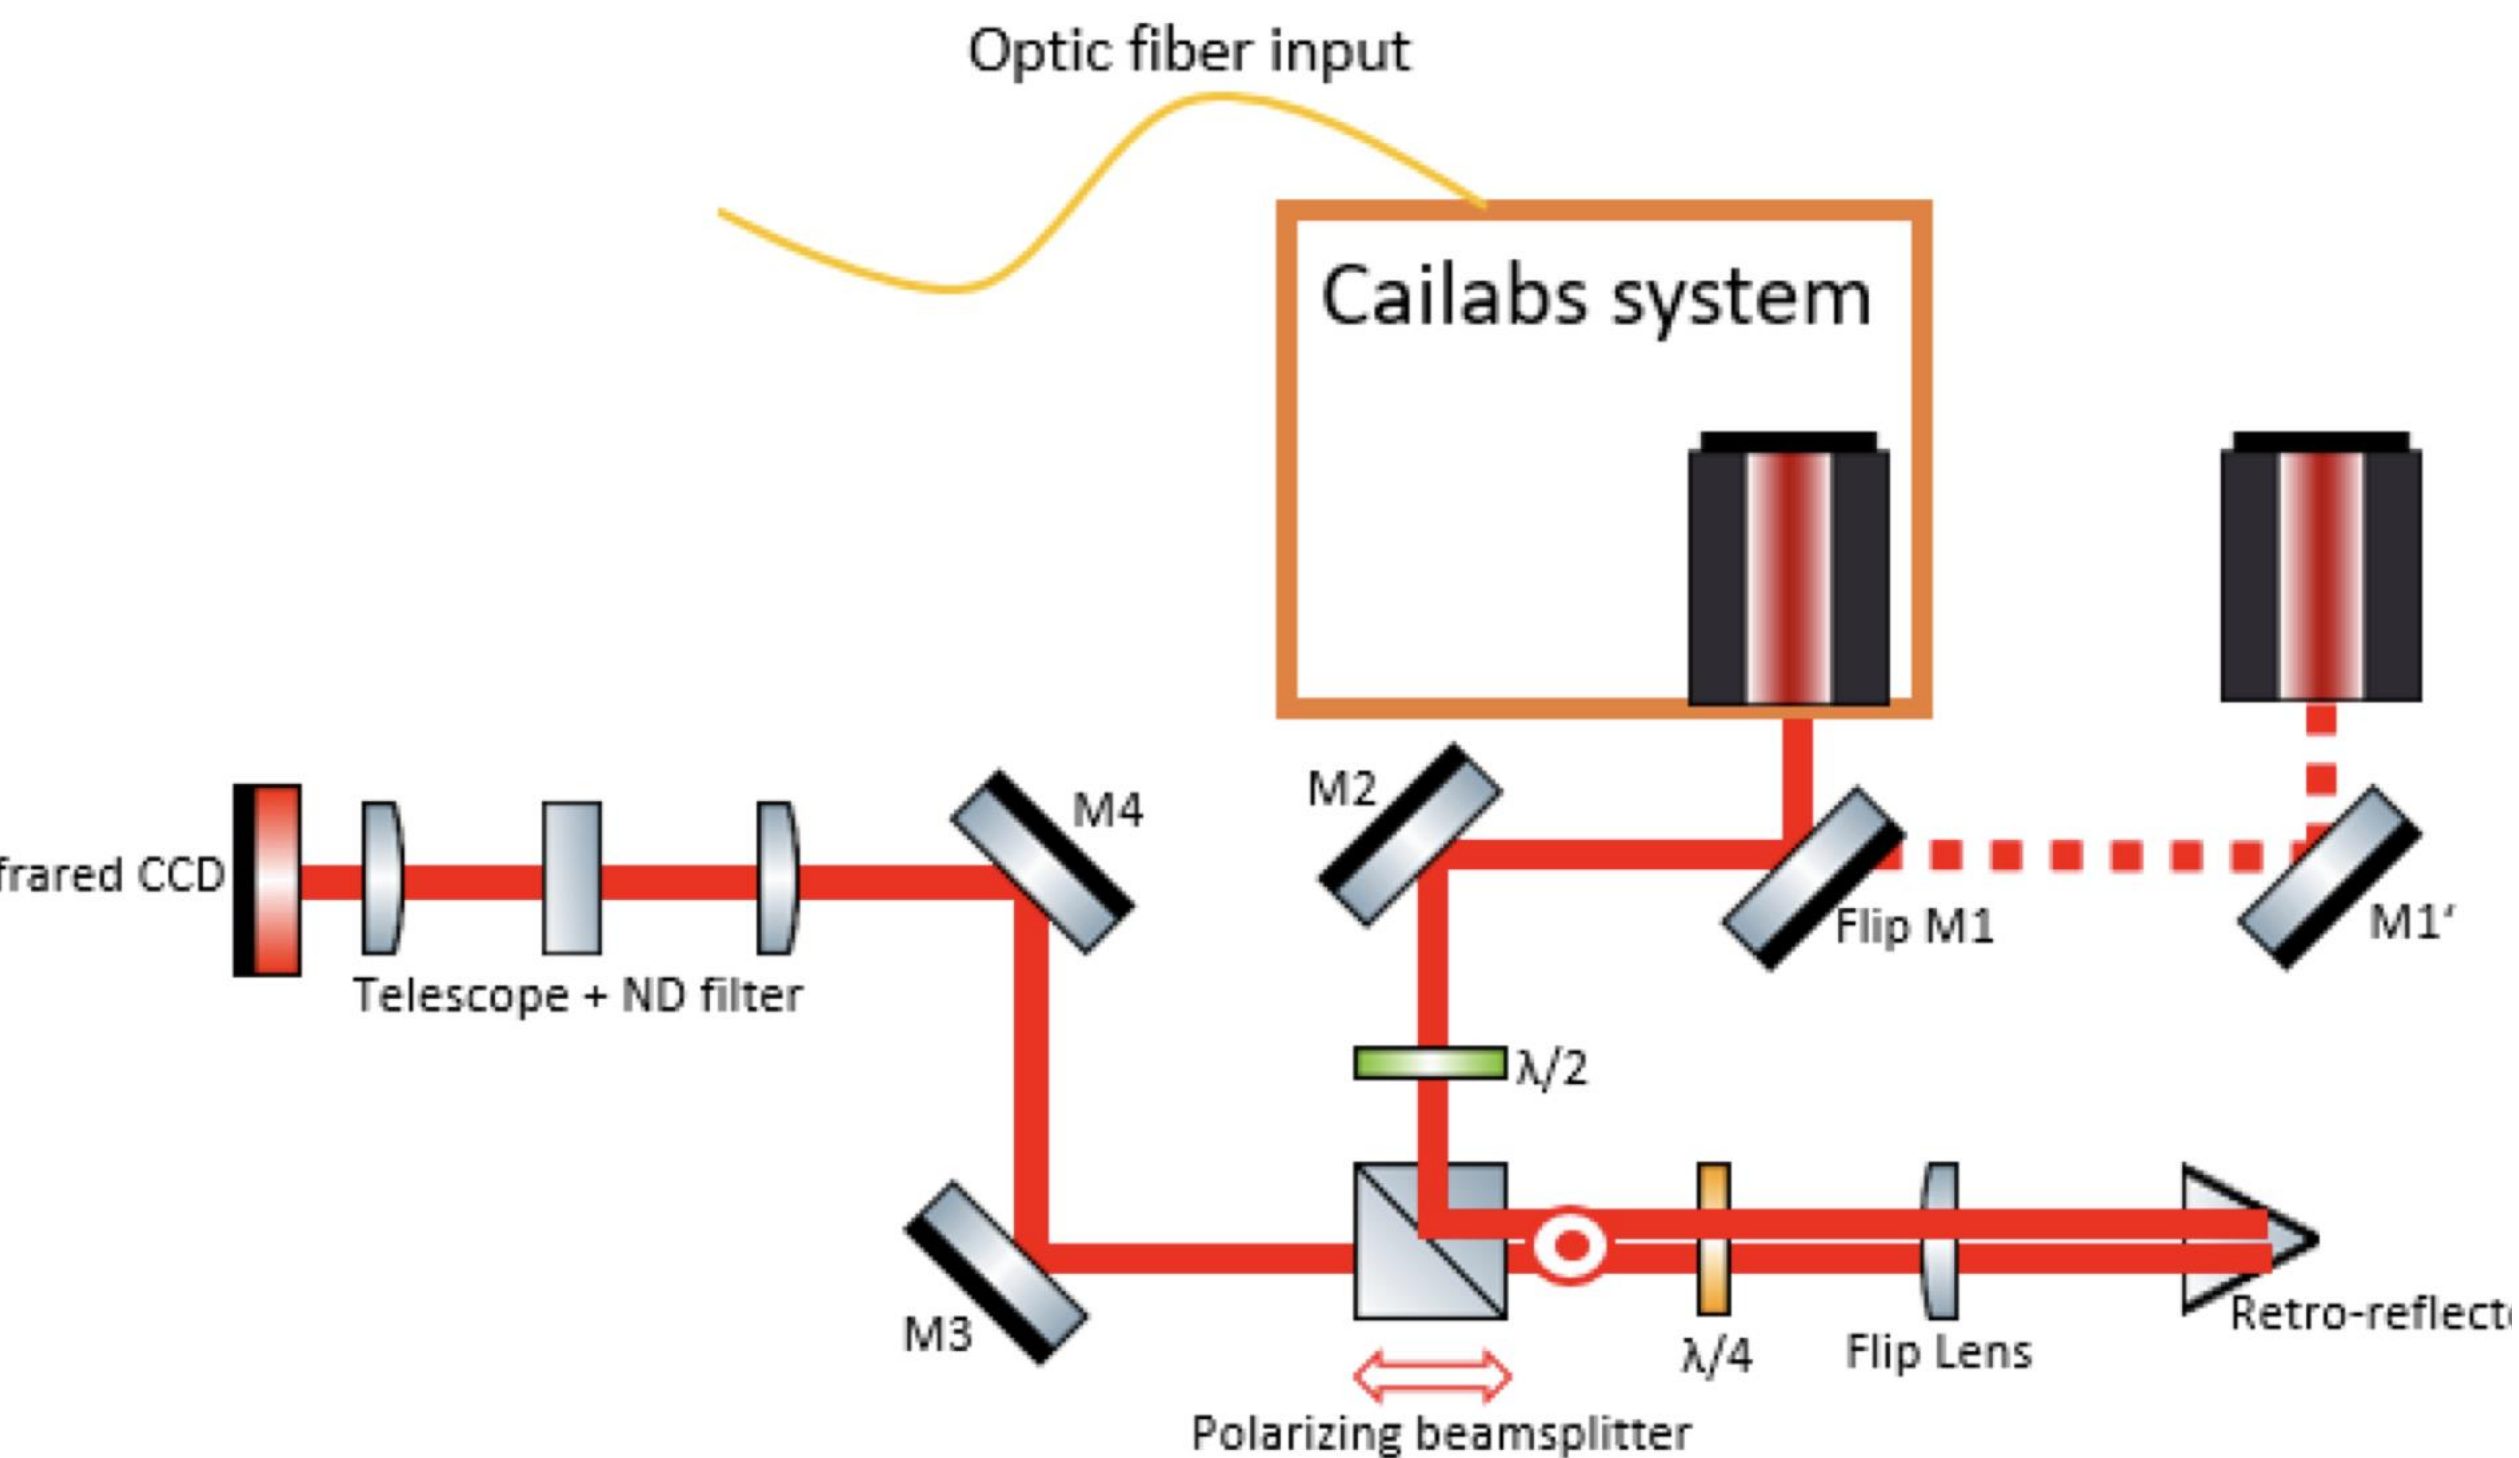 Optic fiber input
Cailabs system
M2
M4
frared CCD
Flip M1
M1‘
Telescope + ND filter
λ/2
M3
λ/4
Flip Lens
Retro-reflect
Polarizing beamsplitter